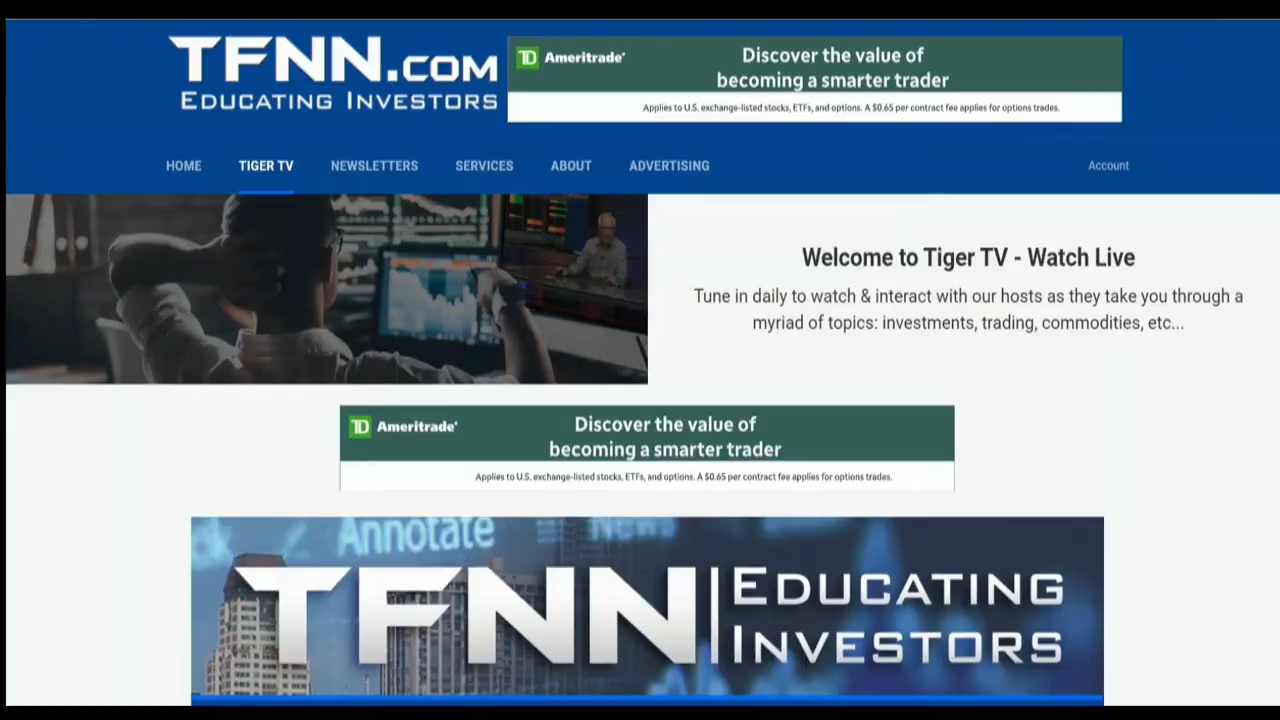 TFNN.COM
EDUCATING INVESTORS
TD Ameritrade
Discover the value of
becoming a smarter trader
Applies to U.S. exchange-listed stocks, ETFs, and options. A $0.65 per contract fee applies for options trades.
HOME TIGER TV NEWSLETTERS SERVICES ABOUT ADVERTISING Account
Welcome to Tiger TV - Watch Live
Tune in daily to watch & interact with our hosts as they take you through a
myriad of topics: investments, trading, commodities, etc...
TD Ameritrade
Discover the value of
becoming a smarter trader
Applies to U.S. exchange-listed stocks, ETFs, and options. A $0.65 per contract fee applies for options trades.
Annotate News
TFNN EDUCATING
INVESTORS